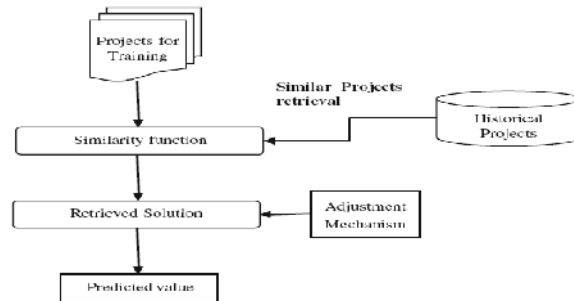 Projects for
Training
Similar Projects
retrieval
Historical
Projects
Similarity function
Retrieved Solution
Adjustment
Mechanism
Predicted value